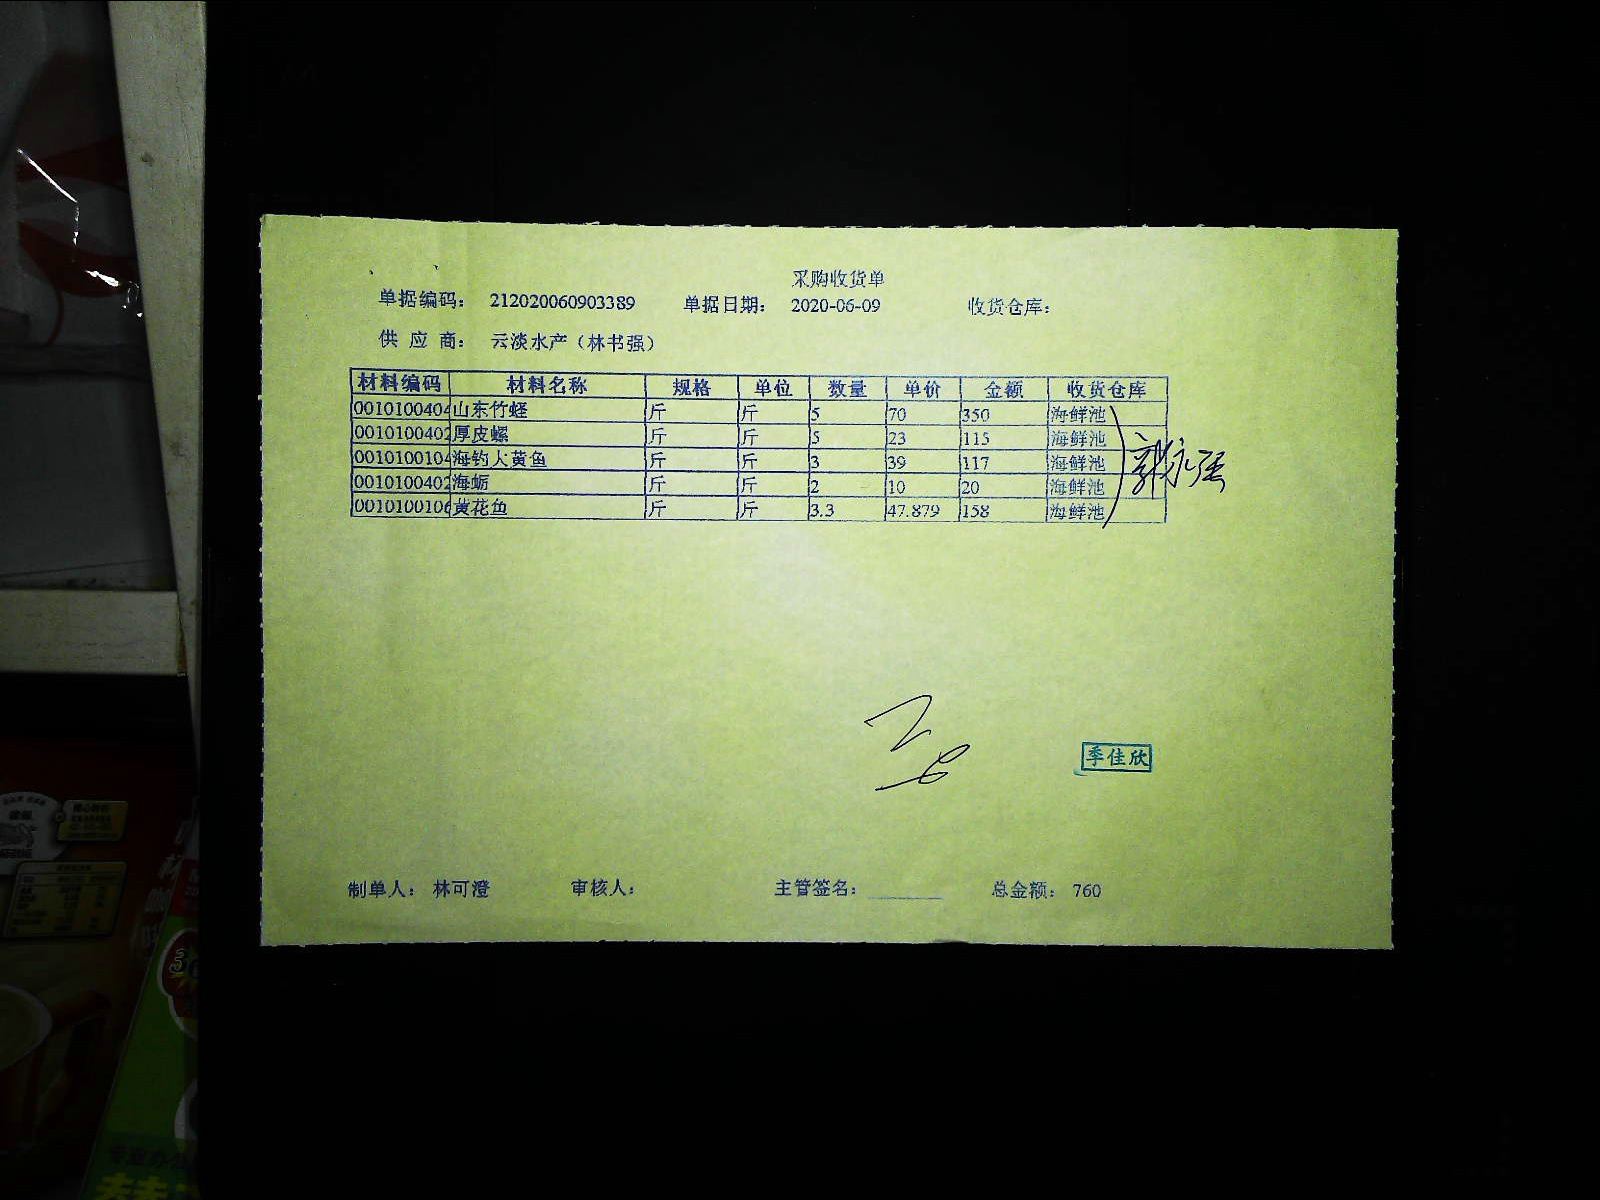 采购收货单
单据编码： 212020060903389 单据日期： 2020-06-09 收货仓库：
供 应 商： 云淡水产（林书强）
材料编码 材料名称 规格 单位 数量 单价 金额 收货仓库
0010100404 山东竹蛏 斤 斤 5 70 350 海鲜池
0010100402 厚皮螺 斤 斤 5 23 115 海鲜池
0010100104 海钓大黄鱼 斤 斤 3 39 117 海鲜池
0010100402 海蛎 斤 斤 2 10 20 海鲜池
0010100106 黄花鱼 斤 斤 3.3 47.879 158 海鲜池
郭永强
季佳欣
制单人： 林可澄 审核人： 主管签名： 总金额： 760